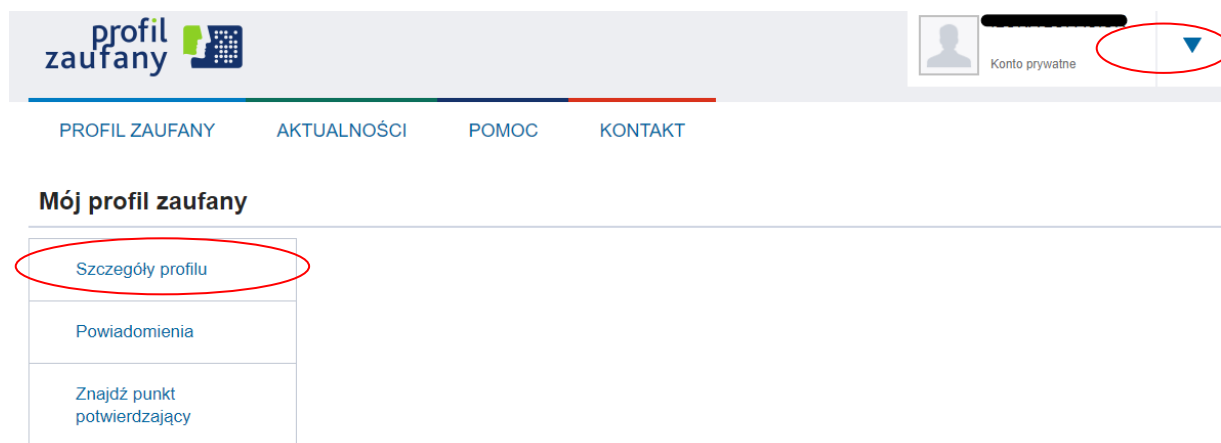 profil
zaufany
Konto prywatne
PROFIL ZAUFANY AKTUALNOŚCI POMOC KONTAKT
Mój profil zaufany
Szczegóły profilu
Powiadomienia
Znajdź punkt
potwierdzający